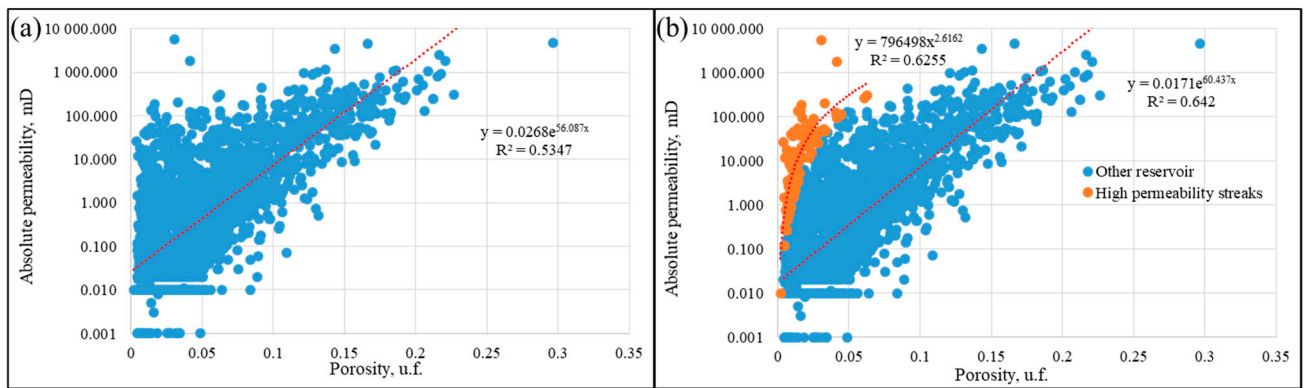 (a)
10 000.000
1 000.000
100.000
10.000
1.000
0.100
0.010
0.001
Absolute permeability, mD
y = 0.0268e^56.087x
R² = 0.5347
0
0.05
0.1
0.15
0.2
0.25
0.3
0.35
Porosity, u.f.
(b)
10 000.000
1 000.000
100.000
10.000
1.000
0.100
0.010
0.001
Absolute permeability, mD
y = 796498x^2.6162
R² = 0.6255
y = 0.0171e^60.437x
R² = 0.642
Other reservoir
High permeability streaks
0
0.05
0.1
0.15
0.2
0.25
0.3
0.35
Porosity, u.f.